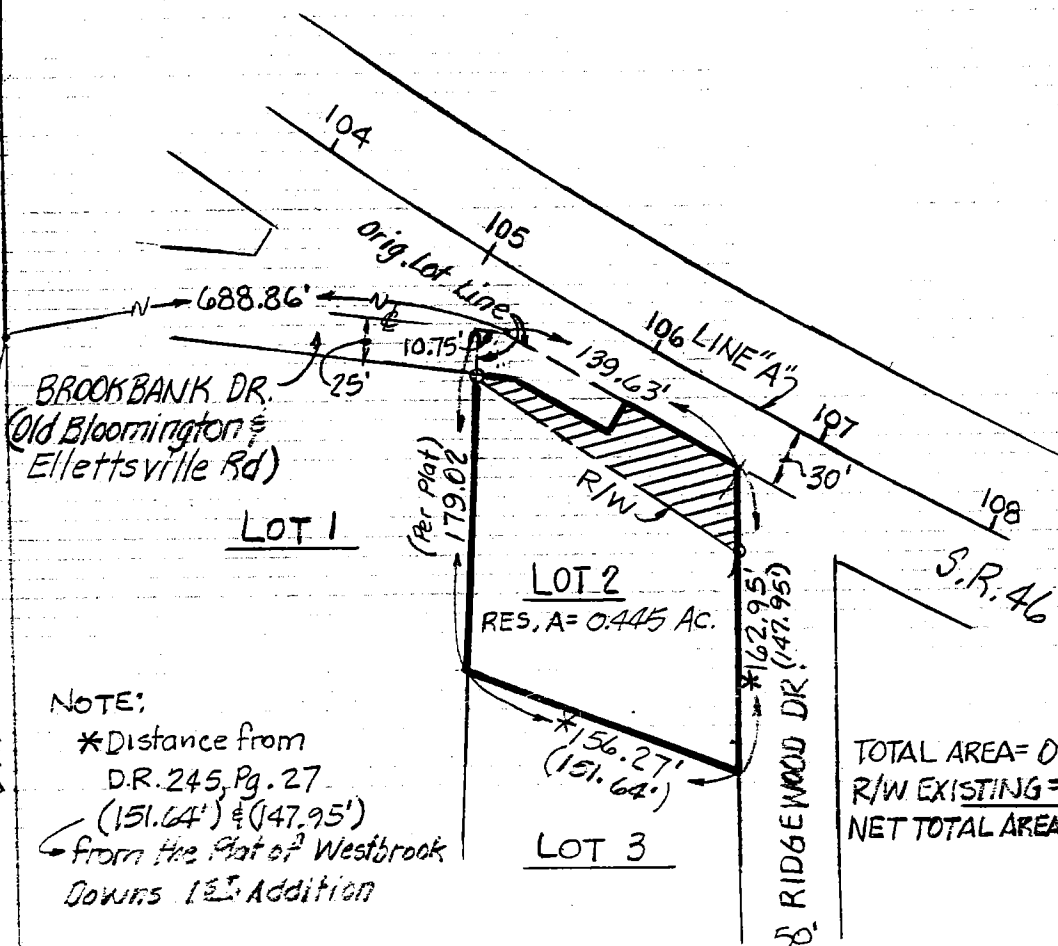 104
105
orig. Lot Line
688.86'
10.75'
106 LINE "A"
139.63'
107
30'
108
S.R. 46
BROOKBANK DR.
(Old Bloomington &
Ellettsville Rd)
25'
R/W
(Per Plat)
179.02'
LOT 1
LOT 2
RES. A= 0.445 AC.
*162.95'
(147.95')
*156.27'
(151.64')
NOTE:
*Distance from
D.R. 245, Pg. 27
(151.64') & (147.95')
from the Plat of Westbrook
Downs 1ST Addition
LOT 3
50' RIDGEWOOD DR.
TOTAL AREA= 0
R/W EXISTING=
NET TOTAL AREA